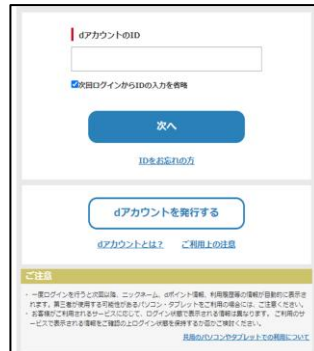 dアカウントのID
次回ログインからIDの入力を省略
次へ
IDをお忘れの方
dアカウントを発行する
dアカウントとは？ ご利用上の注意
ご注意
・一度ログインを行うと次回以降、ニックネーム、dポイント情報、利用履歴等の情報が自動的に表示さ
れます。第三者が使用する可能性があるパソコン・タブレットをご利用の場合には、ご注意ください。
・お客様がご利用されるサービスに応じて、ログイン状態で表示される情報は異なります。ご利用のサ
ービスで表示される情報をご確認の上ログイン状態を保持するか否かご検討ください。
共用のパソコンやタブレットでの利用について